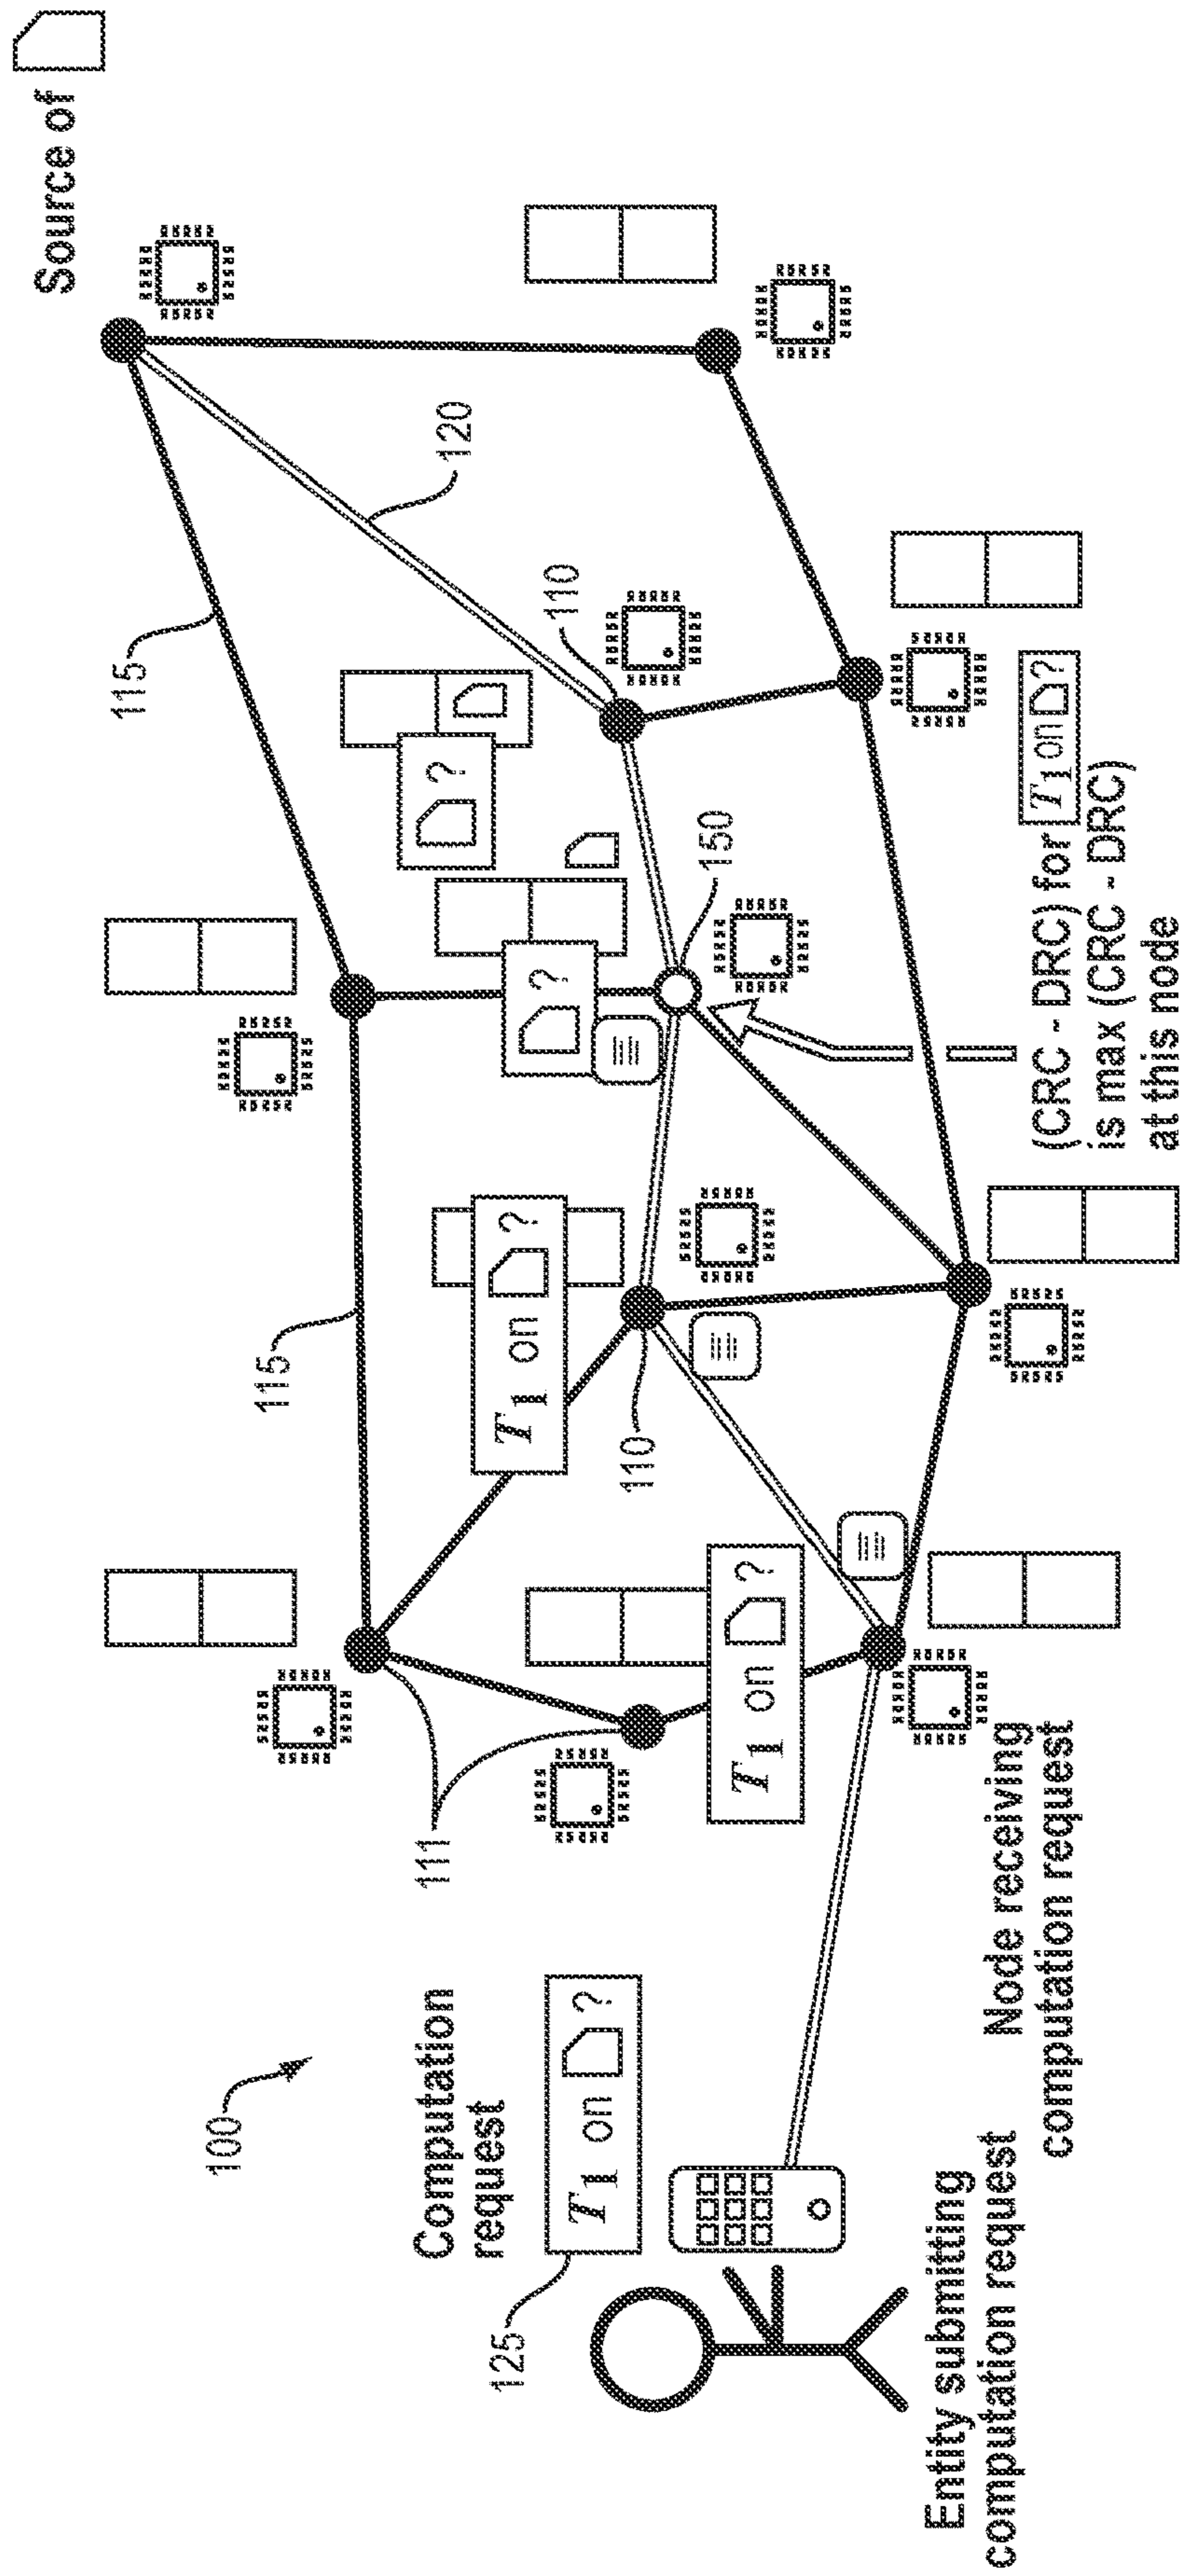 100
125
Computation
request
T1 on ?
Entity submitting
computation request
Node receiving
computation request
111
T1 on ?
115
110
T1 on ?
?
150
(CRC - DRC) for T1 on ?
is max (CRC - DRC)
at this node
?
110
115
120
Source of